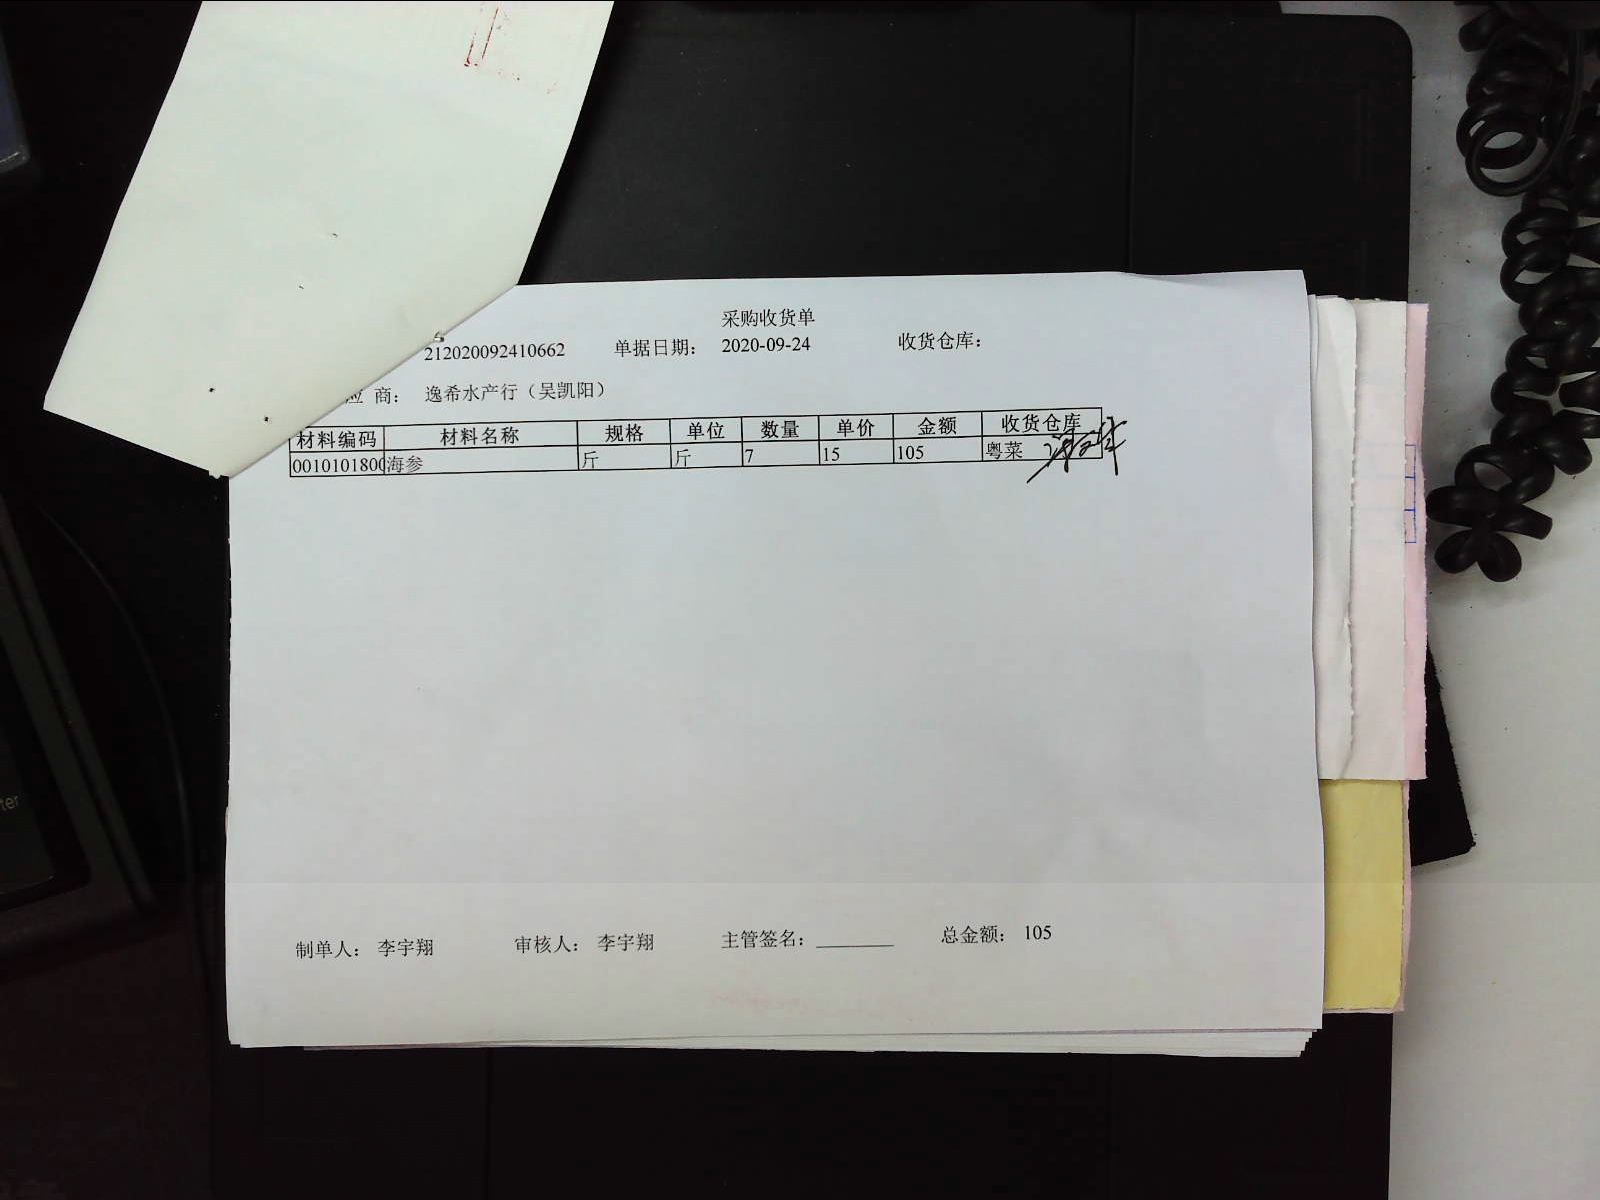 采购收货单
212020092410662 单据日期： 2020-09-24 收货仓库：
应 商： 逸希水产行（吴凯阳）
材料编码 材料名称 规格 单位 数量 单价 金额 收货仓库
0010101800 海参 斤 斤 7 15 105 粤菜
制单人： 李宇翔 审核人： 李宇翔 主管签名： 总金额： 105
ter